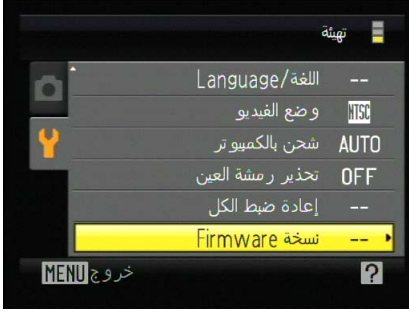 تهيئة
اللغة/Language --
وضع الفيديو NTSC
شحن بالكمبيوتر AUTO
تحذير رمشة العين OFF
إعادة ضبط الكل --
نسخة Firmware --
خروج MENU ?